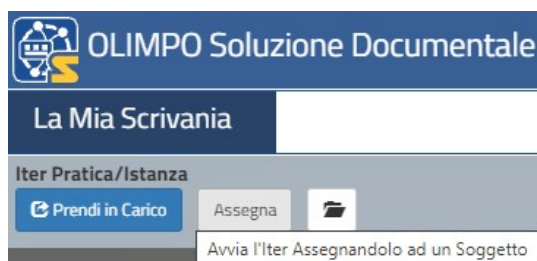 OLIMPO Soluzione Documentale
La Mia Scrivania
Iter Pratica/Istanza
Prendi in Carico Assegna
Avvia l'Iter Assegnandolo ad un Soggetto